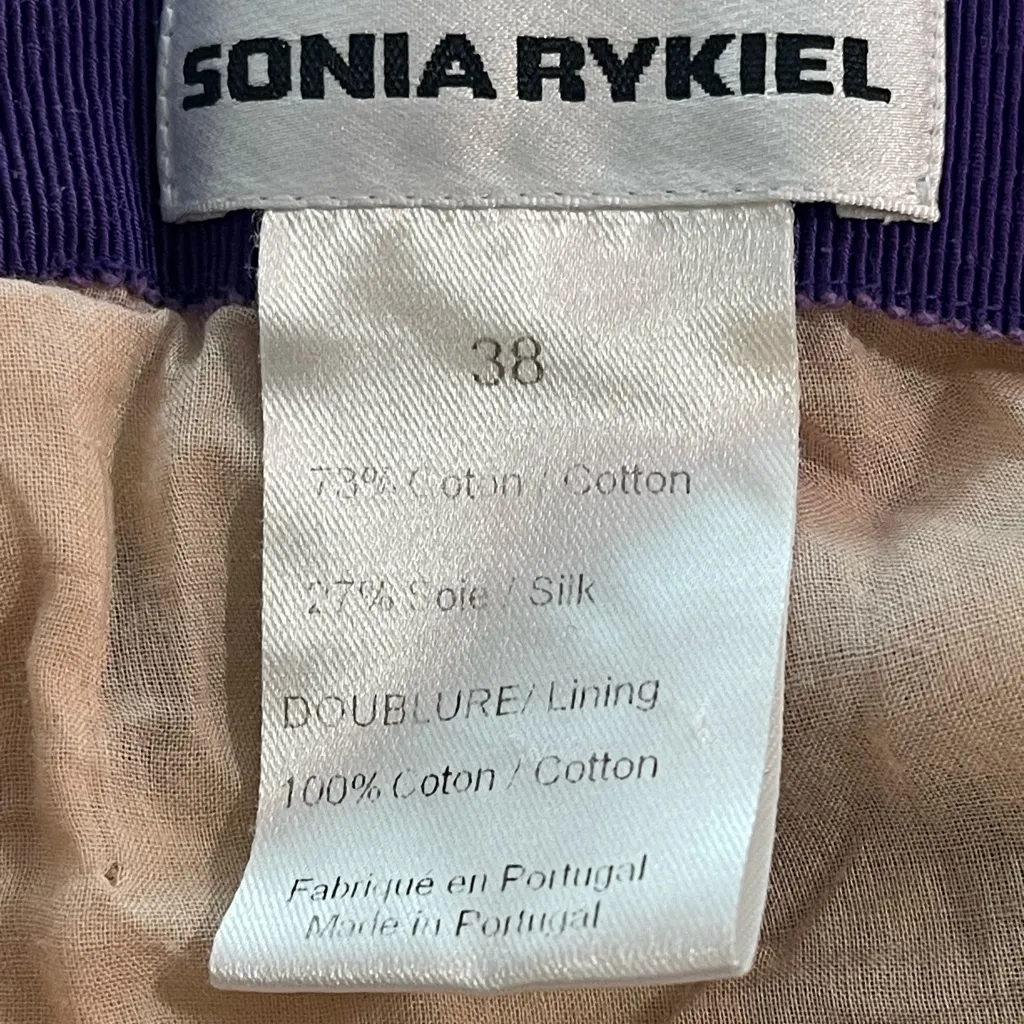 SONIA RYKIEL
38
73% Coton / Cotton
27% Soie / Silk
DOUBLURE/ Lining
100% Coton / Cotton
Fabriqué en Portugal
Made in Portugal